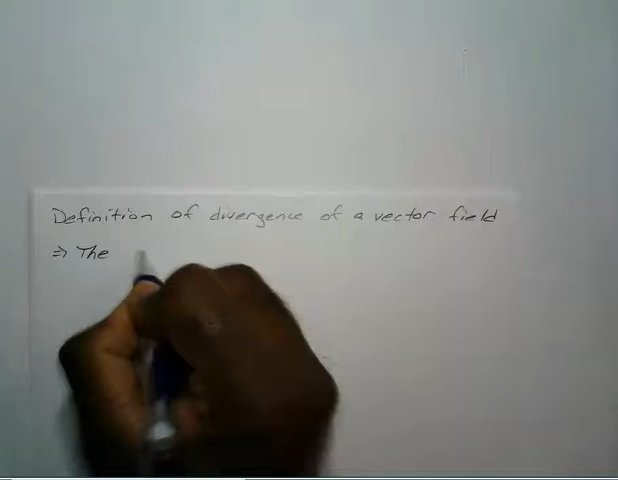 Definition of divergence of a vector field
⇒ The